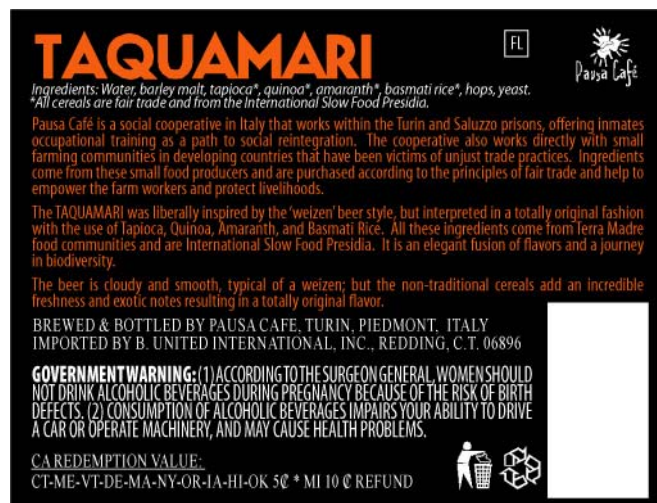 TAQUAMARI
FL
Pausa Café
Ingredients: Water, barley malt, tapioca*, quinoa*, amaranth*, basmati rice*, hops, yeast.
*All cereals are fair trade and from the International Slow Food Presidia.
Pausa Café is a social cooperative in Italy that works within the Turin and Saluzzo prisons, offering inmates
occupational training as a path to social reintegration. The cooperative also works directly with small
farming communities in developing countries that have been victims of unjust trade practices. Ingredients
come from these small food producers and are purchased according to the principles of fair trade and help to
empower the farm workers and protect livelihoods.
The TAQUAMARI was liberally inspired by the 'weizen' beer style, but interpreted in a totally original fashion
with the use of Tapioca, Quinoa, Amaranth, and Basmati Rice. All these ingredients come from Terra Madre
food communities and are International Slow Food Presidia. It is an elegant fusion of flavors and a journey
in biodiversity.
The beer is cloudy and smooth, typical of a weizen; but the non-traditional cereals add an incredible
freshness and exotic notes resulting in a totally original flavor.
BREWED & BOTTLED BY PAUSA CAFE, TURIN, PIEDMONT, ITALY
IMPORTED BY B. UNITED INTERNATIONAL, INC., REDDING, C.T. 06896
GOVERNMENT WARNING: (1) ACCORDING TO THE SURGEON GENERAL, WOMEN SHOULD
NOT DRINK ALCOHOLIC BEVERAGES DURING PREGNANCY BECAUSE OF THE RISK OF BIRTH
DEFECTS. (2) CONSUMPTION OF ALCOHOLIC BEVERAGES IMPAIRS YOUR ABILITY TO DRIVE
A CAR OR OPERATE MACHINERY, AND MAY CAUSE HEALTH PROBLEMS.
CA REDEMPTION VALUE:
CT-ME-VT-DE-MA-NY-OR-IA-HI-OK 5₵ * MI 10 ₵ REFUND